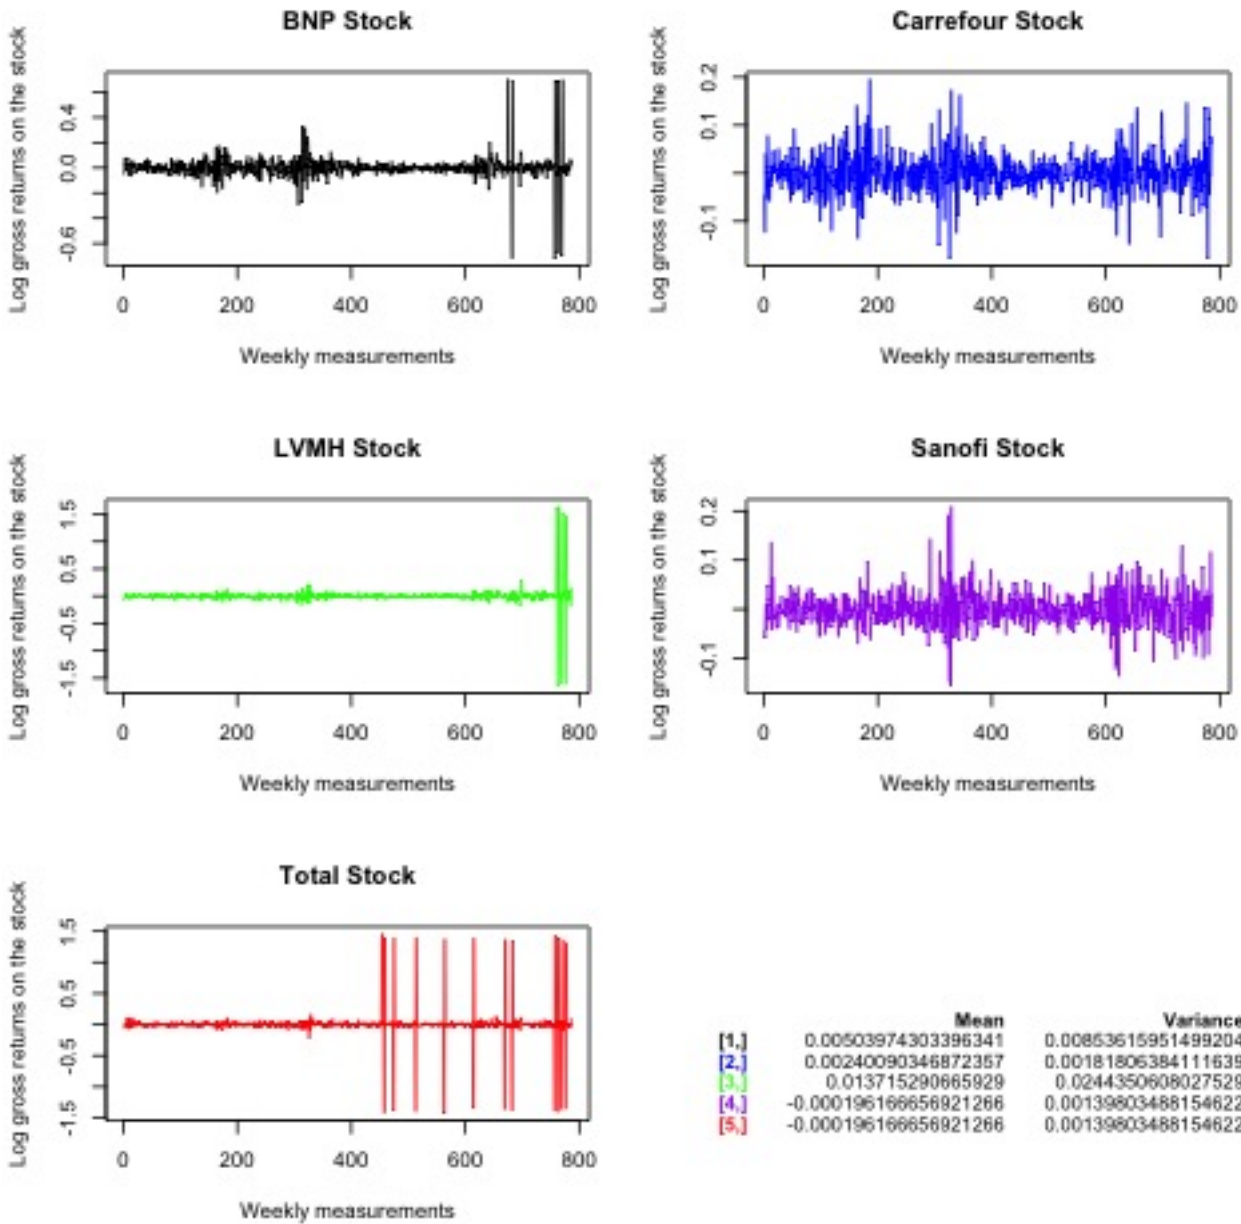 BNP Stock
Log gross returns on the stock
0.4
0.0
-0.6
0 200 400 600 800
Weekly measurements
Carrefour Stock
Log gross returns on the stock
0.2
0.1
-0.1
0 200 400 600 800
Weekly measurements
LVMH Stock
Log gross returns on the stock
1.5
0.5
-0.5
-1.5
0 200 400 600 800
Weekly measurements
Sanofi Stock
Log gross returns on the stock
0.2
0.1
-0.1
0 200 400 600 800
Weekly measurements
Total Stock
Log gross returns on the stock
1.5
0.5
-0.5
-1.5
0 200 400 600 800
Weekly measurements
Mean Variance
[1,] 0.00503974303396341 0.00853615951499204
[2,] 0.00240090346872357 0.00181806384111639
[3,] 0.013715290665929 0.0244350608027529
[4,] -0.000196166656921266 0.00139803488154622
[5,] -0.000196166656921266 0.00139803488154622